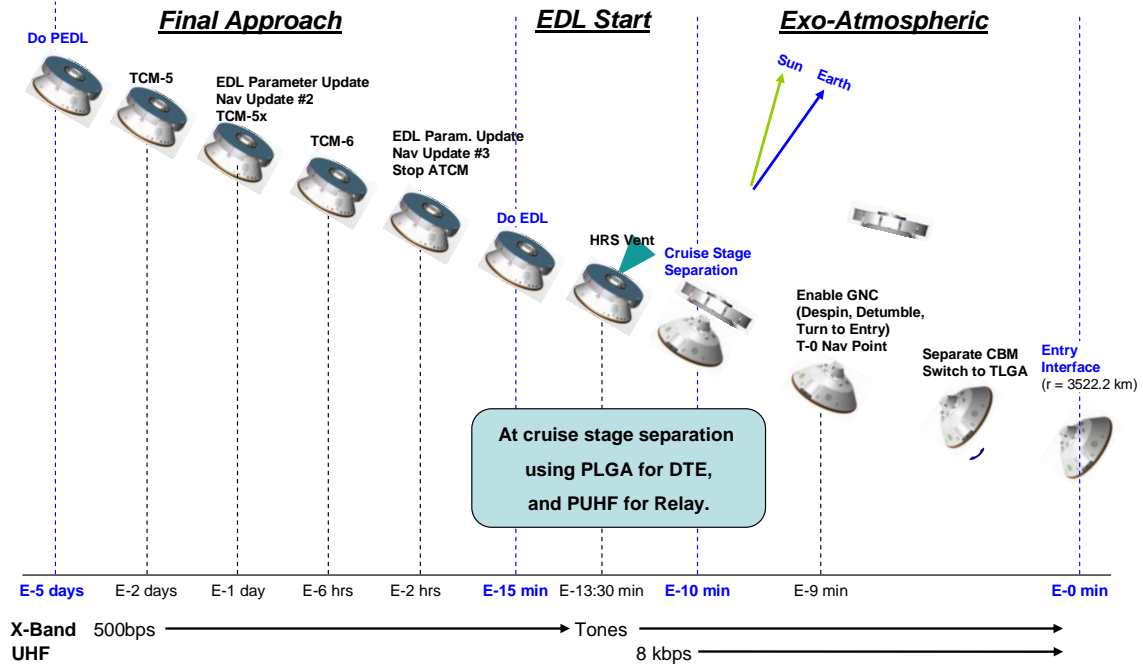 Final Approach
EDL Start
Exo-Atmospheric
Do PEDL
TCM-5
EDL Parameter Update
Nav Update #2
TCM-5x
TCM-6
EDL Param. Update
Nav Update #3
Stop ATCM
Do EDL
HRS Vent
Cruise Stage
Separation
Sun
Earth
Enable GNC
(Despin, Detumble,
Turn to Entry)
T-0 Nav Point
Separate CBM
Switch to TLGA
Entry
Interface
(r = 3522.2 km)
At cruise stage separation
using PLGA for DTE,
and PUHF for Relay.
E-5 days
E-2 days
E-1 day
E-6 hrs
E-2 hrs
E-15 min
E-13:30 min
E-10 min
E-9 min
E-0 min
X-Band 500bps Tones
UHF 8 kbps